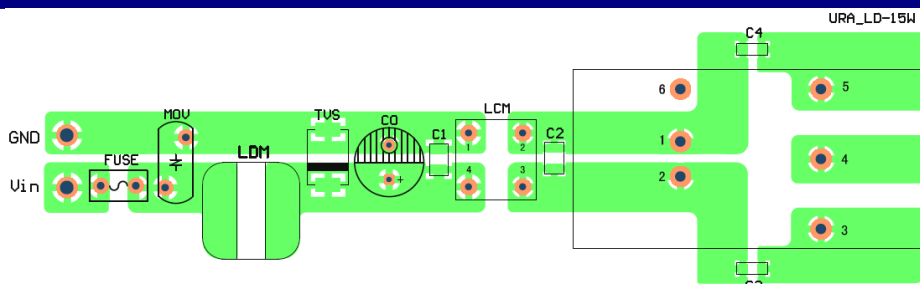 URA_LD-15W
C4
6
5
MOV
TVS
CO
LCM
GND
C1
C2
1
2
1
FUSE
LDM
4
Vin
+
4
3
2
3